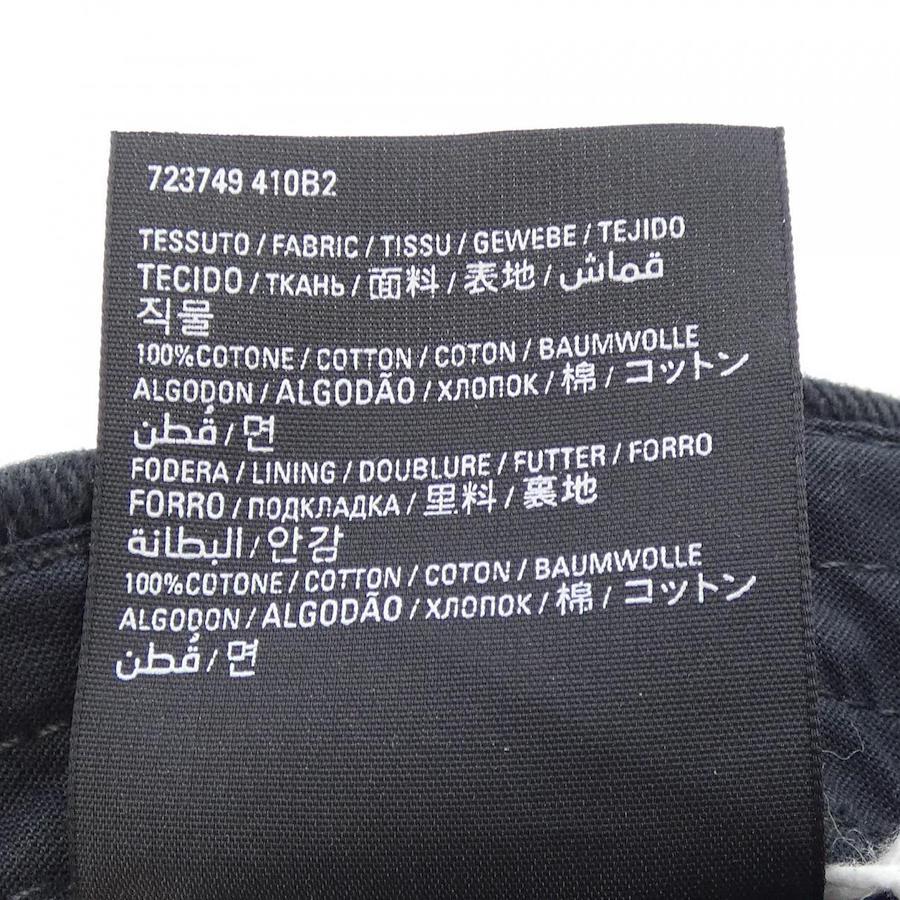 723749 410B2
TESSUTO / FABRIC / TISSU / GEWEBE / TEJIDO
TECIDO / ТКАНЬ / 面料 / 表地 / قماش
직물
100%COTONE / COTTON / COTON / BAUMWOLLE
ALGODON / ALGODÃO / ХЛОПОК / 棉 / コットン
قُطن / 면
FODERA / LINING / DOUBLURE / FUTTER / FORRO
FORRO / ПОДКЛАДКА / 里料 / 裏地
البطانة / 안감
100%COTONE / COTTON / COTON / BAUMWOLLE
ALGODON / ALGODÃO / ХЛОПОК / 棉 / コットン
قُطن / 면